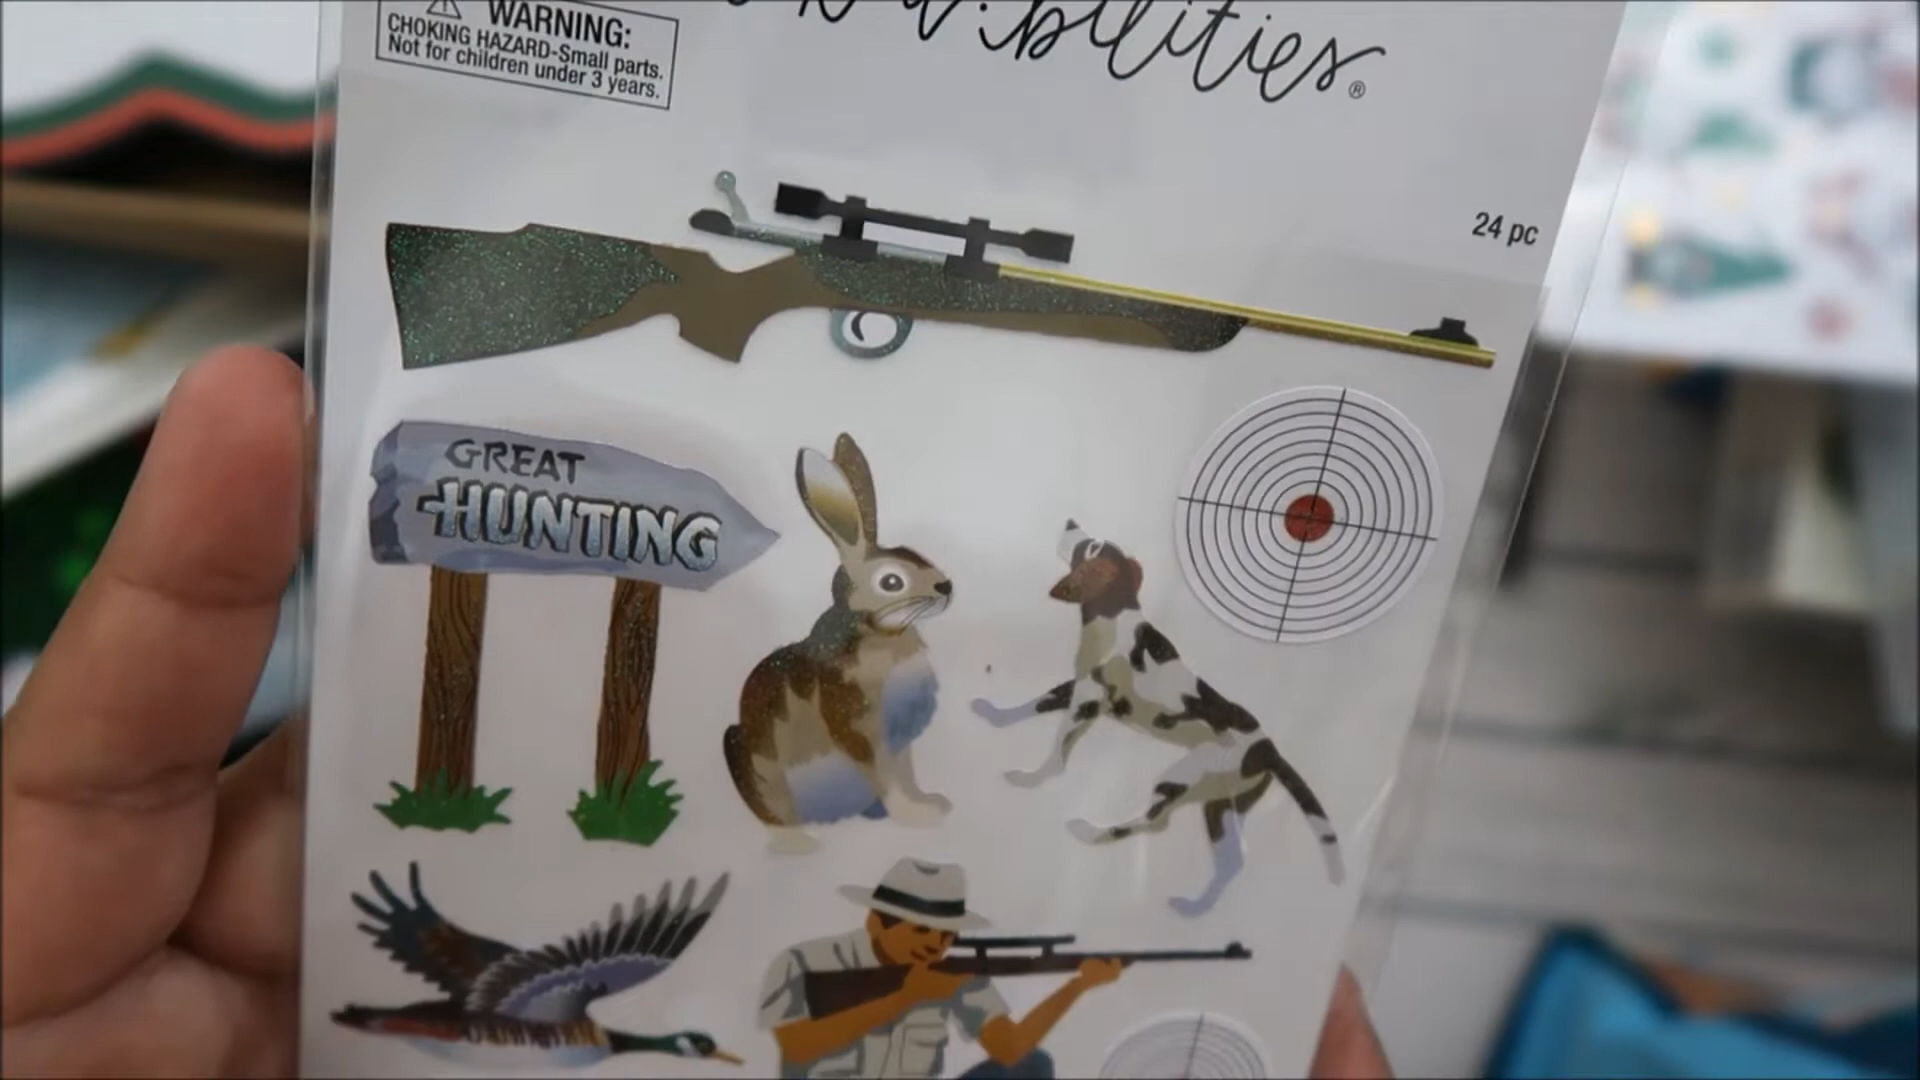 WARNING:
CHOKING HAZARD-Small parts.
Not for children under 3 years.
®
24 pc
GREAT
HUNTING